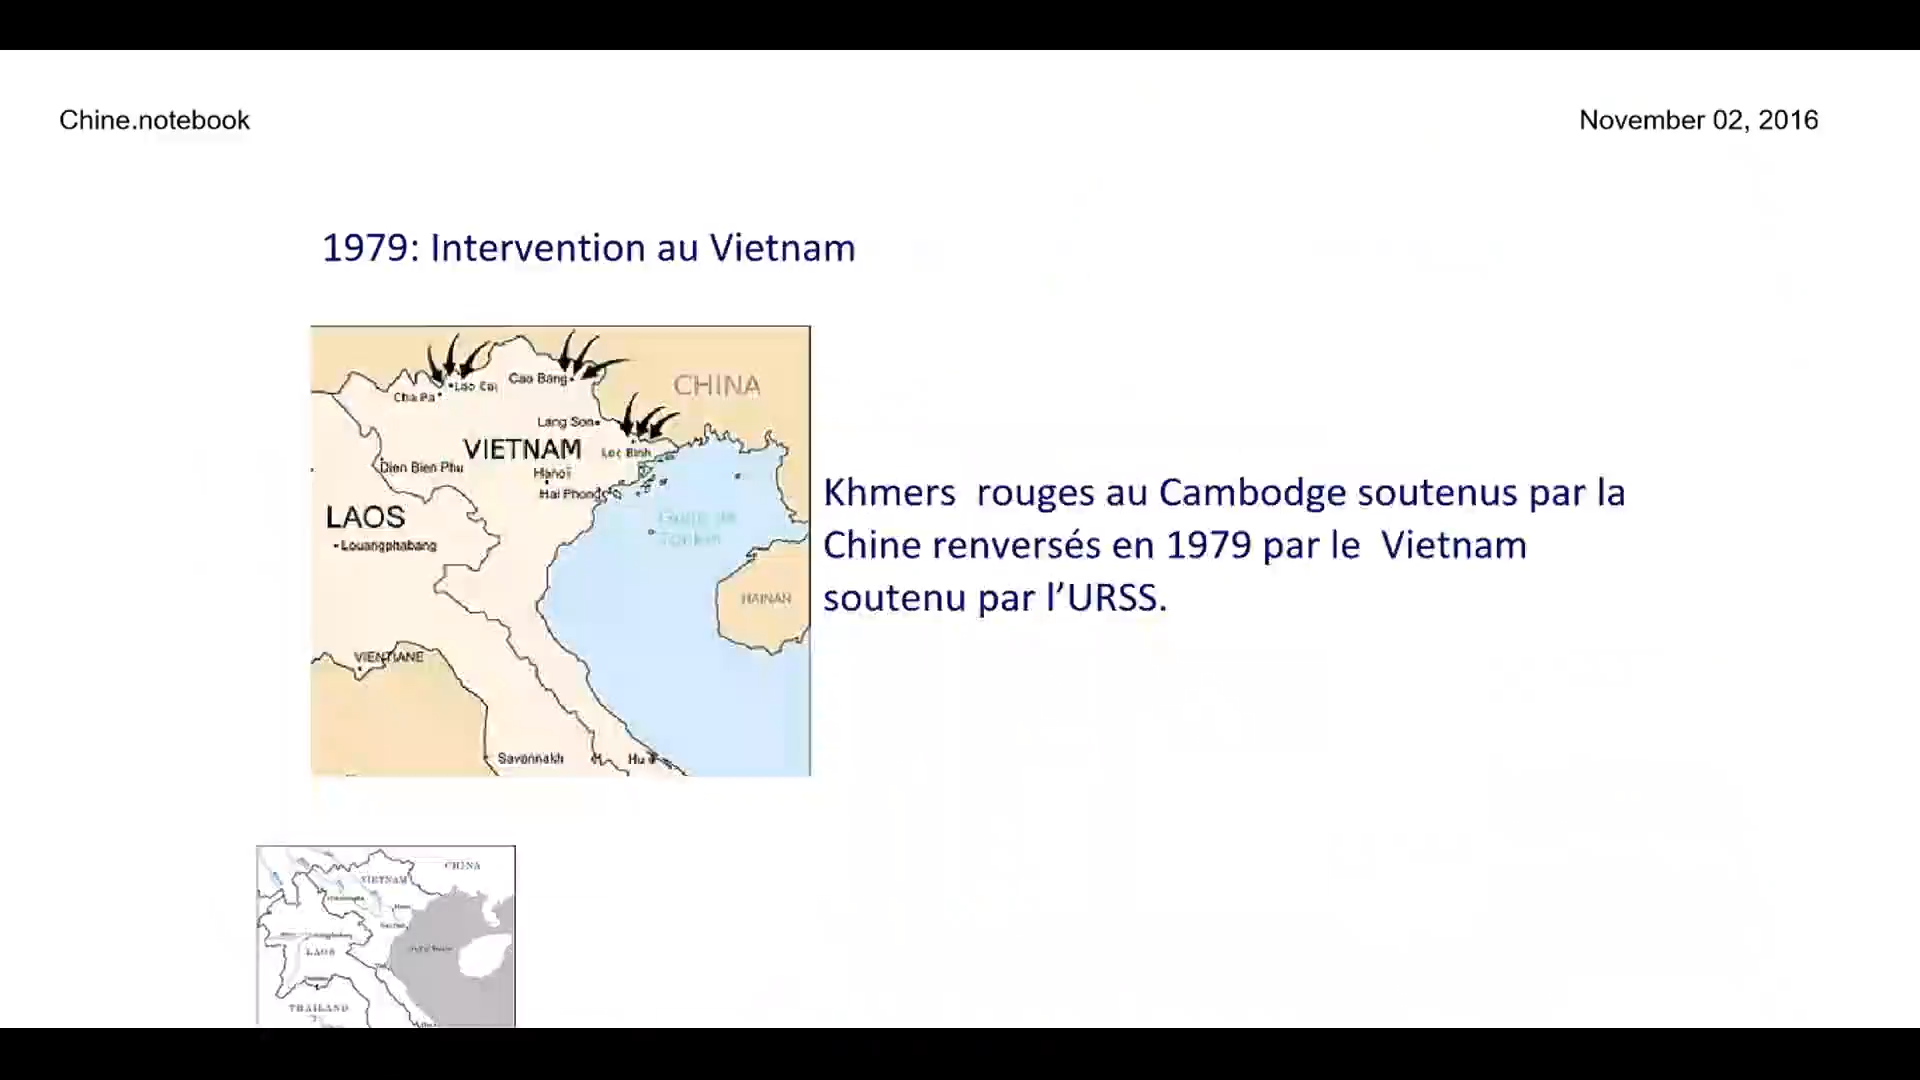 Chine.notebook
November 02, 2016
1979: Intervention au Vietnam
Lao Cai
Cao Bang
CHINA
Cha Pa
Lang Son
VIETNAM
Loc Binh
Dien Bien Phu
Hanoï
Hai Phong
Khmers rouges au Cambodge soutenus par la
LAOS
Louangphabang
Chine renversés en 1979 par le Vietnam
HAINAN
soutenu par l’URSS.
VIENTIANE
Savannakh
Hu
CHINA
VIETNAM
LAOS
THAILAND